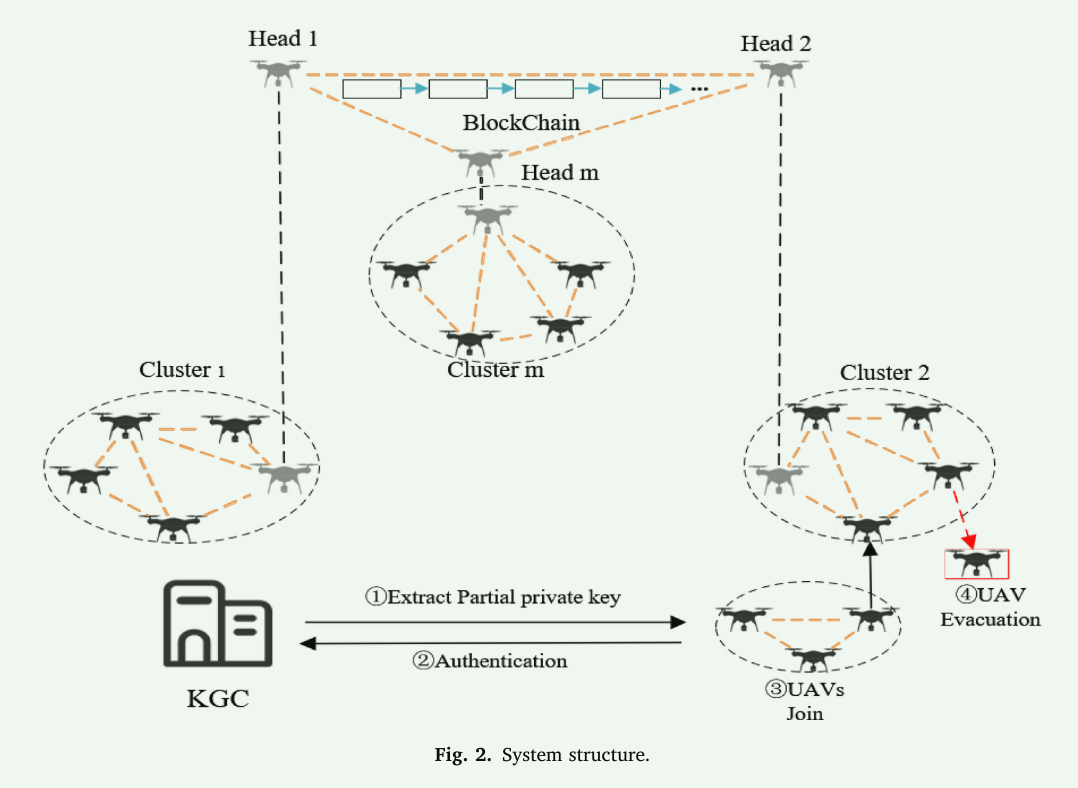 Head 1
Head 2
...
BlockChain
Head m
Cluster m
Cluster 1
Cluster 2
①Extract Partial private key
②Authentication
KGC
③UAVs
Join
④UAV
Evacuation
Fig. 2. System structure.